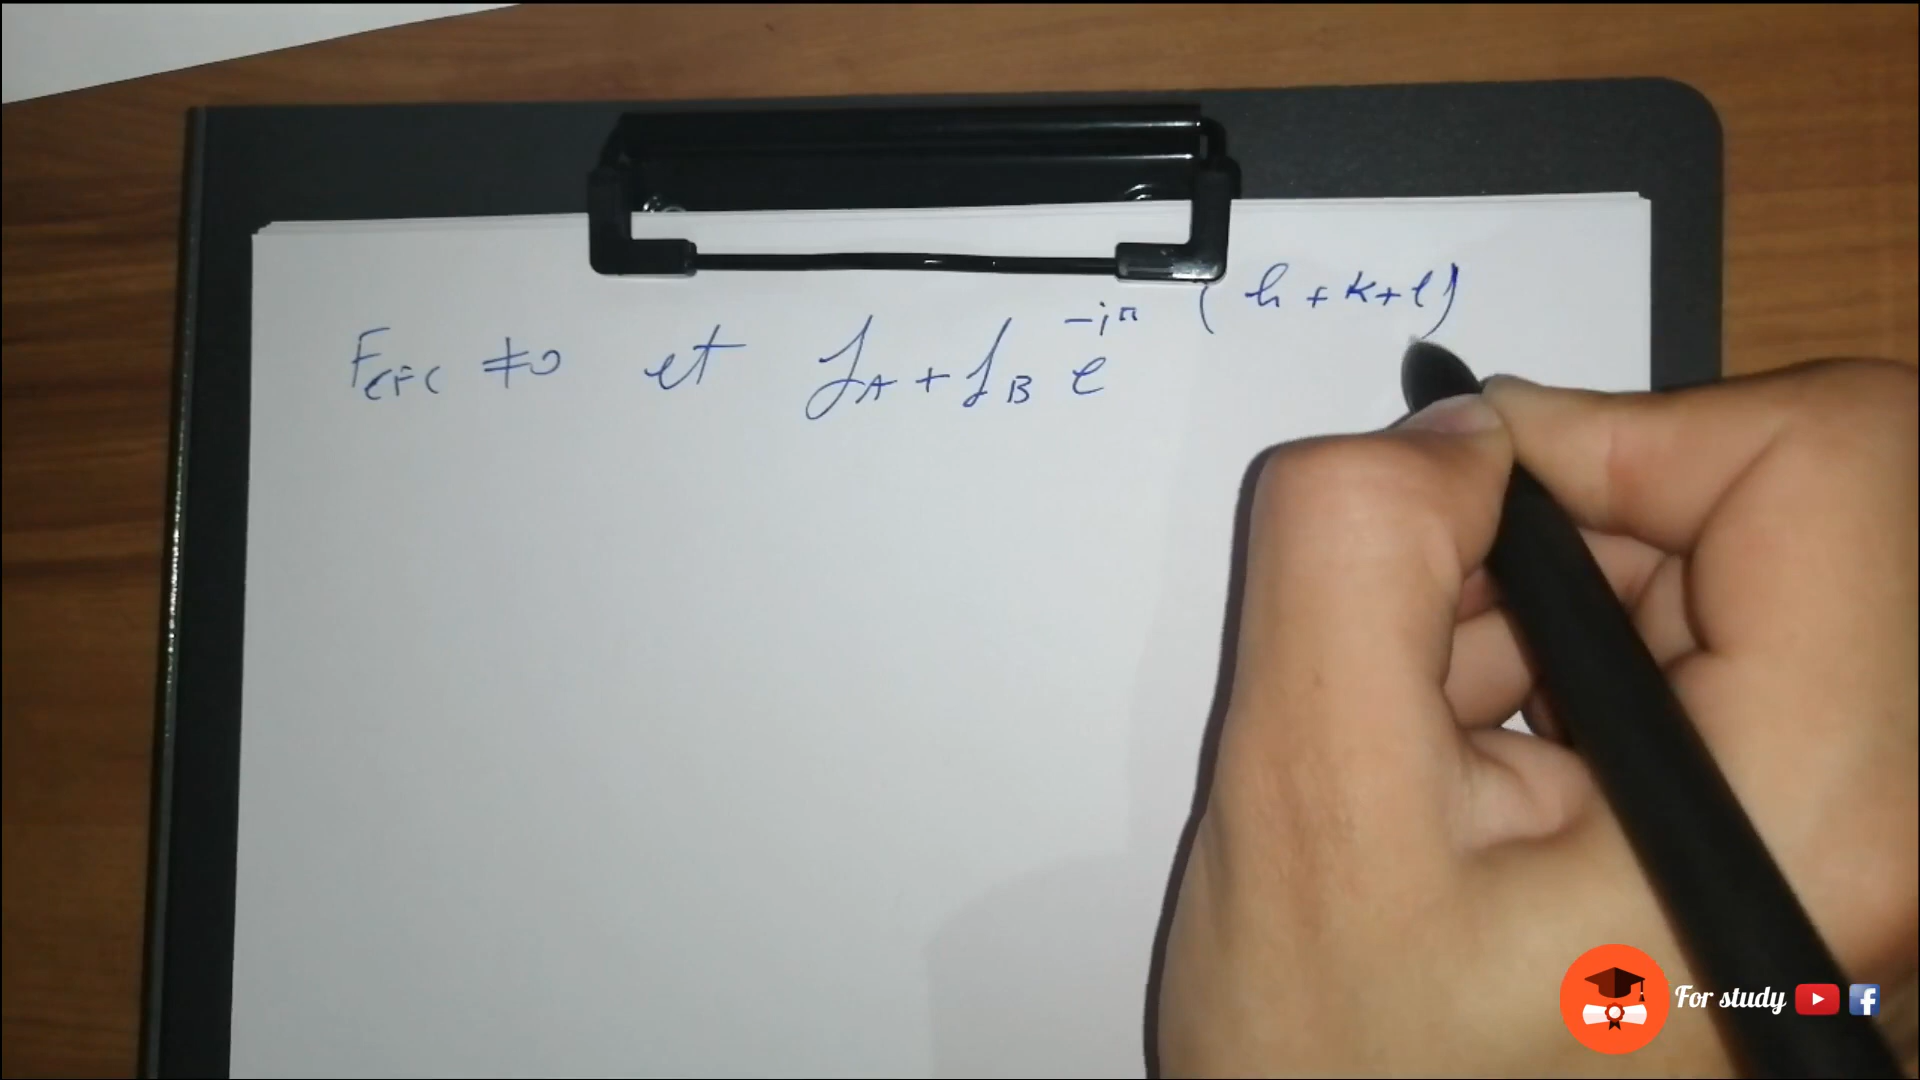 F_CFC ≠ 0 et f_A + f_B e^{-iπ (h + k + l)}
For study